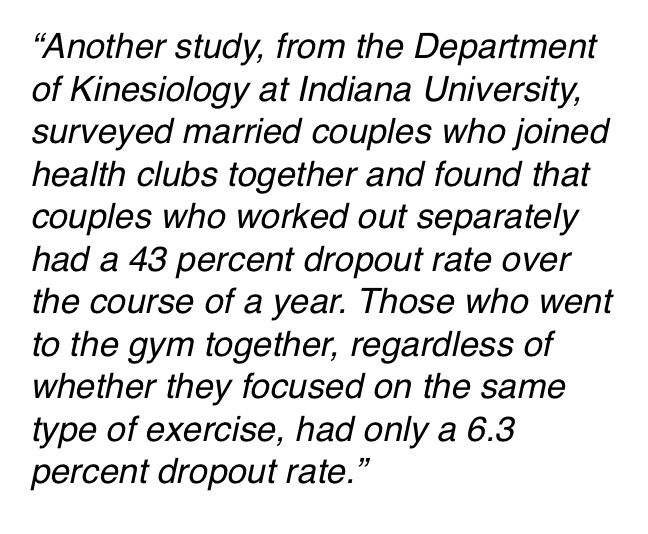 “Another study, from the Department
of Kinesiology at Indiana University,
surveyed married couples who joined
health clubs together and found that
couples who worked out separately
had a 43 percent dropout rate over
the course of a year. Those who went
to the gym together, regardless of
whether they focused on the same
type of exercise, had only a 6.3
percent dropout rate.”